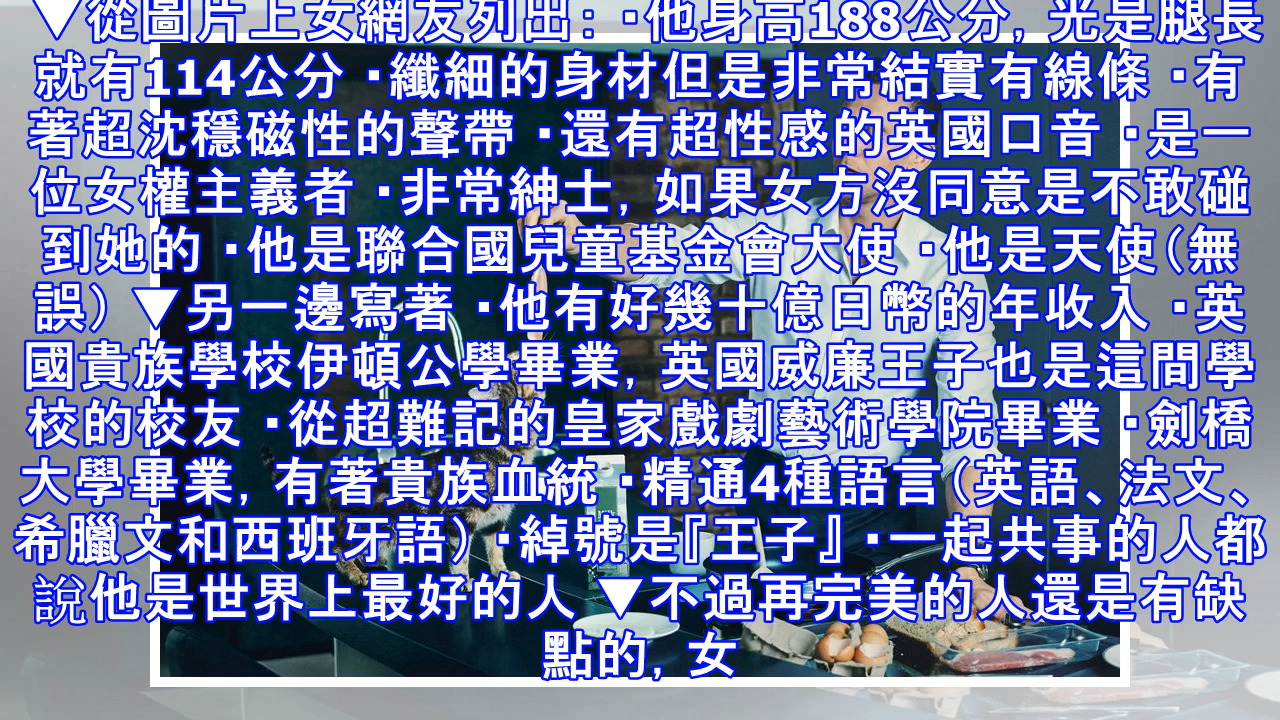 ▼從圖片上女網友列出：·他身高188公分，光是腿長
就有114公分 ·纖細的身材但是非常結實有線條 ·有
著超沈穩磁性的聲帶 ·還有超性感的英國口音 ·是一
位女權主義者 ·非常紳士，如果女方沒同意是不敢碰
到她的 ·他是聯合國兒童基金會大使 ·他是天使（無
誤） ▼另一邊寫著 ·他有好幾十億日幣的年收入 ·英
國貴族學校伊頓公學畢業，英國威廉王子也是這間學
校的校友 ·從超難記的皇家戲劇藝術學院畢業 ·劍橋
大學畢業，有著貴族血統 ·精通4種語言（英語、法文、
希臘文和西班牙語）·綽號是『王子』·一起共事的人都
說他是世界上最好的人 ▼不過再完美的人還是有缺
點的，女